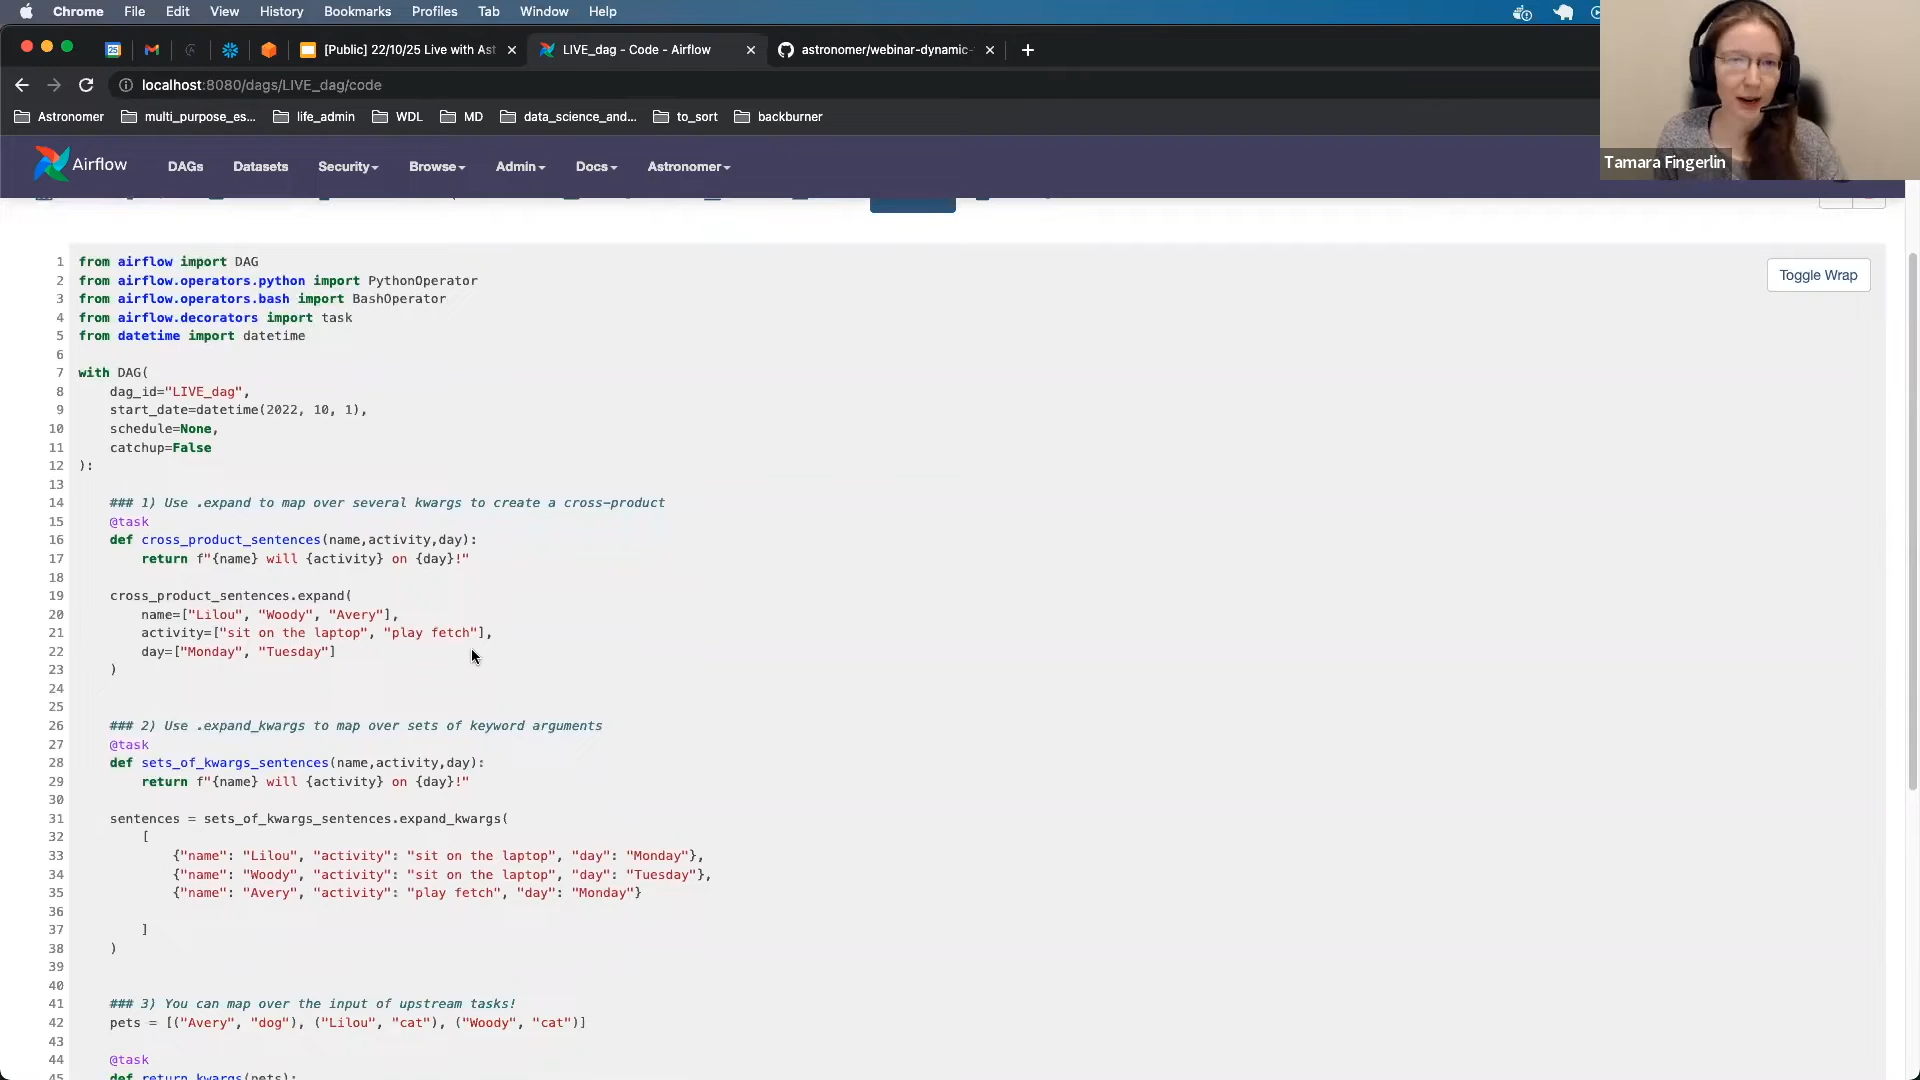 Chrome File Edit View History Bookmarks Profiles Tab Window Help
[Public] 22/10/25 Live with Ast
LIVE_dag - Code - Airflow
astronomer/webinar-dynamic-
localhost:8080/dags/LIVE_dag/code
Astronomer multi_purpose_es... life_admin WDL MD data_science_and... to_sort backburner
Airflow DAGs Datasets Security Browse Admin Docs Astronomer
Tamara Fingerlin
Toggle Wrap
1 from airflow import DAG
2 from airflow.operators.python import PythonOperator
3 from airflow.operators.bash import BashOperator
4 from airflow.decorators import task
5 from datetime import datetime
6
7 with DAG(
8 dag_id="LIVE_dag",
9 start_date=datetime(2022, 10, 1),
10 schedule=None,
11 catchup=False
12 ):
13
14 ### 1) Use .expand to map over several kwargs to create a cross-product
15 @task
16 def cross_product_sentences(name,activity,day):
17 return f"{name} will {activity} on {day}!"
18
19 cross_product_sentences.expand(
20 name=["Lilou", "Woody", "Avery"],
21 activity=["sit on the laptop", "play fetch"],
22 day=["Monday", "Tuesday"]
23 )
24
25
26 ### 2) Use .expand_kwargs to map over sets of keyword arguments
27 @task
28 def sets_of_kwargs_sentences(name,activity,day):
29 return f"{name} will {activity} on {day}!"
30
31 sentences = sets_of_kwargs_sentences.expand_kwargs(
32 [
33 {"name": "Lilou", "activity": "sit on the laptop", "day": "Monday"},
34 {"name": "Woody", "activity": "sit on the laptop", "day": "Tuesday"},
35 {"name": "Avery", "activity": "play fetch", "day": "Monday"}
36
37 ]
38 )
39
40
41 ### 3) You can map over the input of upstream tasks!
42 pets = [("Avery", "dog"), ("Lilou", "cat"), ("Woody", "cat")]
43
44 @task
45 def return_kwargs(pets):